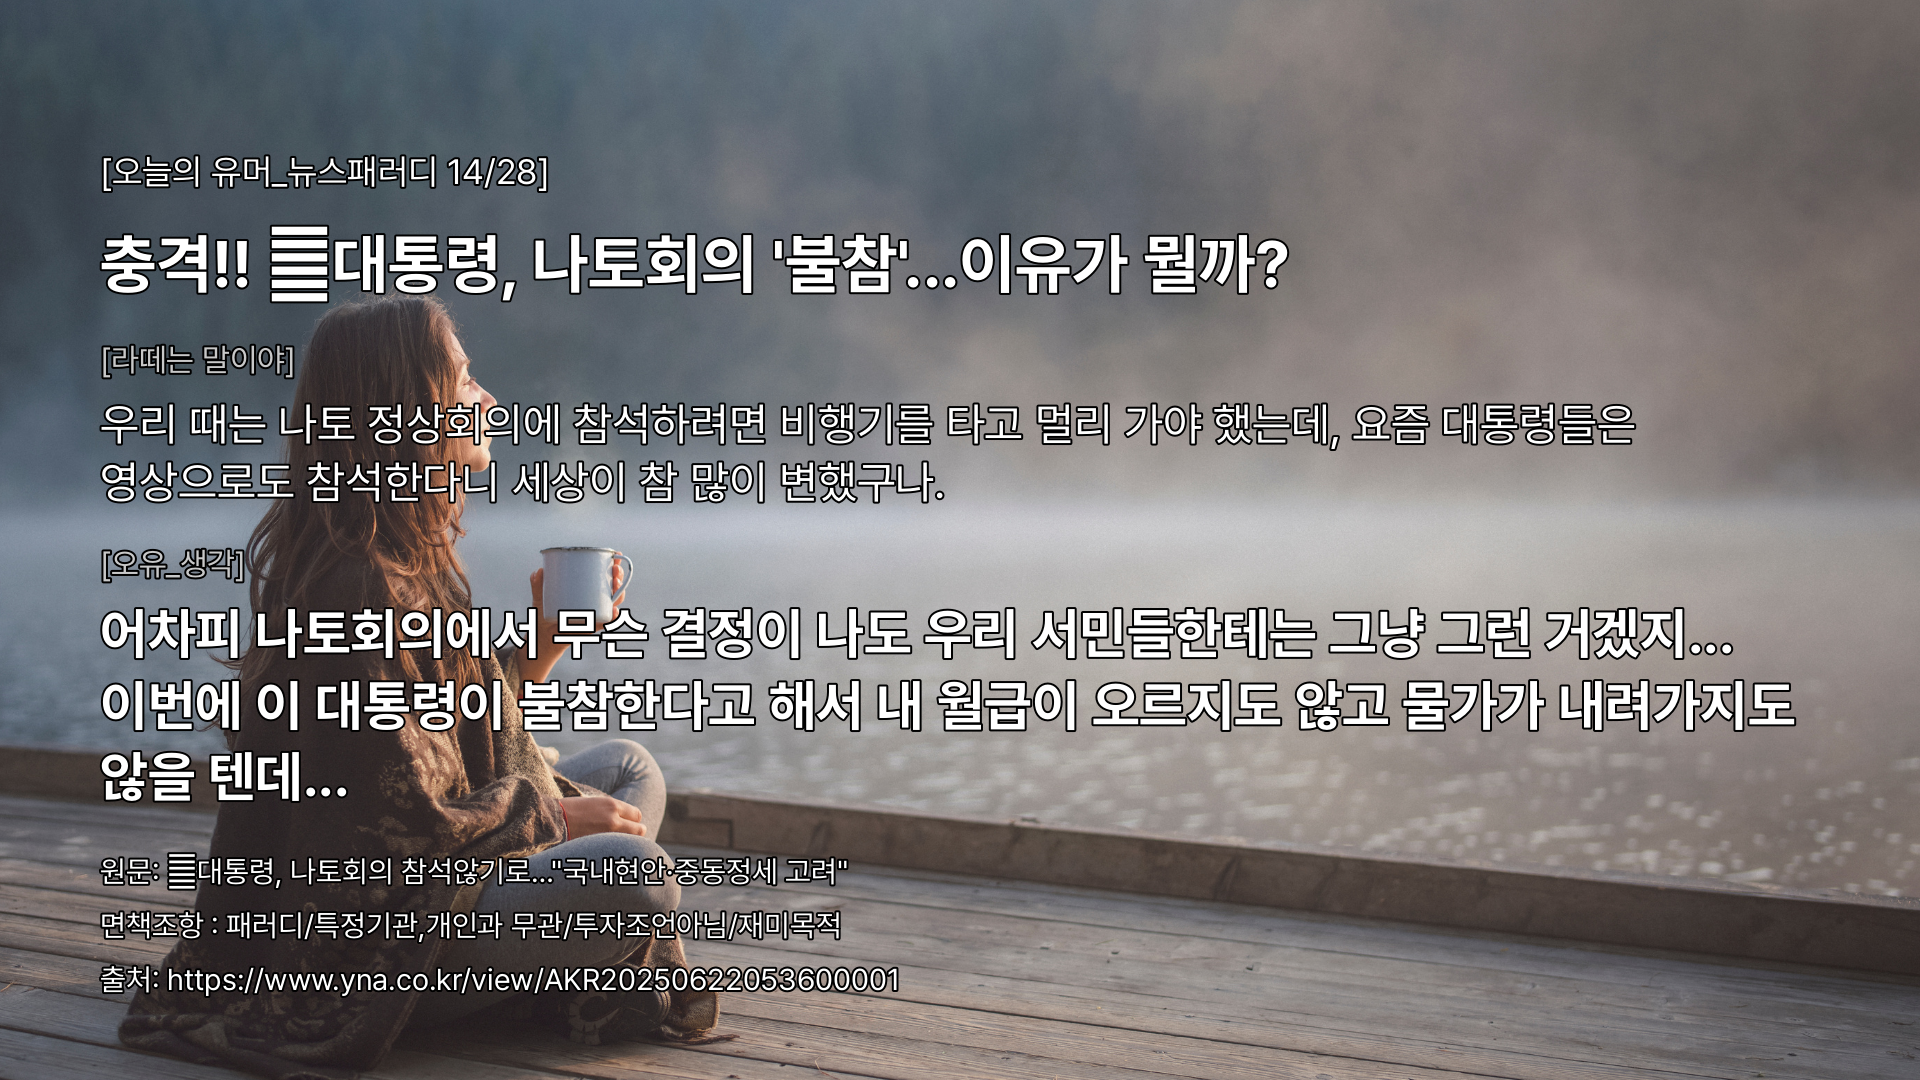 [오늘의 유머_뉴스패러디 14/28]
충격!! 대통령, 나토회의 '불참'...이유가 뭘까?
[라떼는 말이야]
우리 때는 나토 정상회의에 참석하려면 비행기를 타고 멀리 가야 했는데, 요즘 대통령들은
영상으로도 참석한다니 세상이 참 많이 변했구나.
[오유_생각]
어차피 나토회의에서 무슨 결정이 나도 우리 서민들한테는 그냥 그런 거겠지...
이번에 이 대통령이 불참한다고 해서 내 월급이 오르지도 않고 물가가 내려가지도
않을 텐데...
원문: 대통령, 나토회의 참석않기로..."국내현안·중동정세 고려"
면책조항 : 패러디/특정기관,개인과 무관/투자조언아님/재미목적
출처: https://www.yna.co.kr/view/AKR20250622053600001